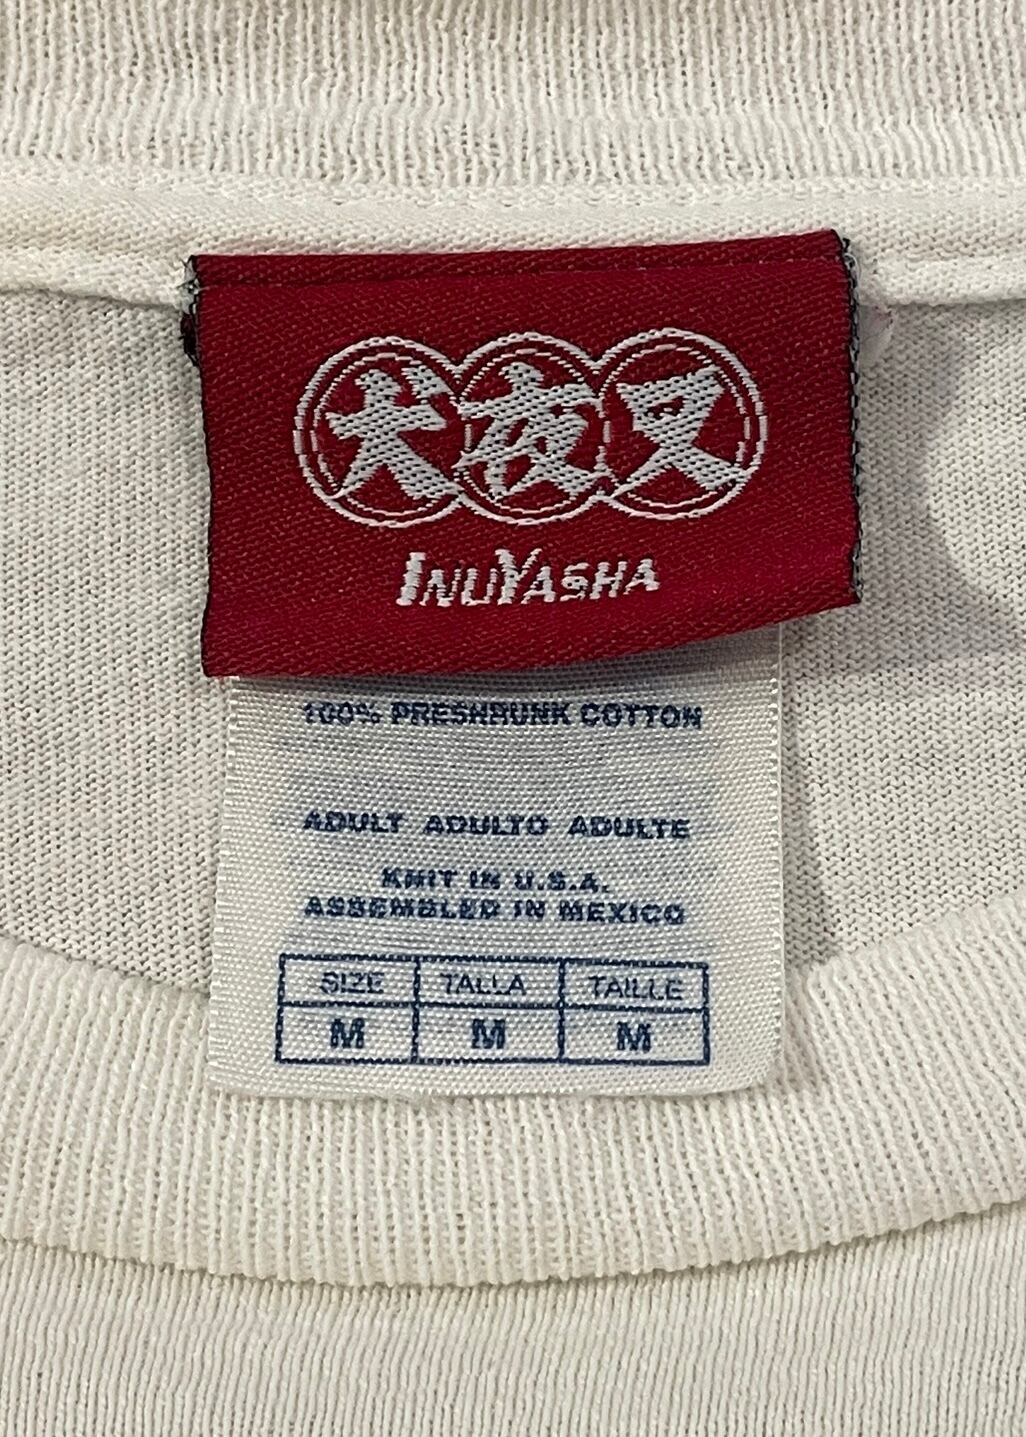 犬夜叉
INUYASHA
100% PRESHRUNK COTTON
ADULT ADULTO ADULTE
KNIT IN U.S.A.
ASSEMBLED IN MEXICO
SIZE TALLA TAILLE
M M M